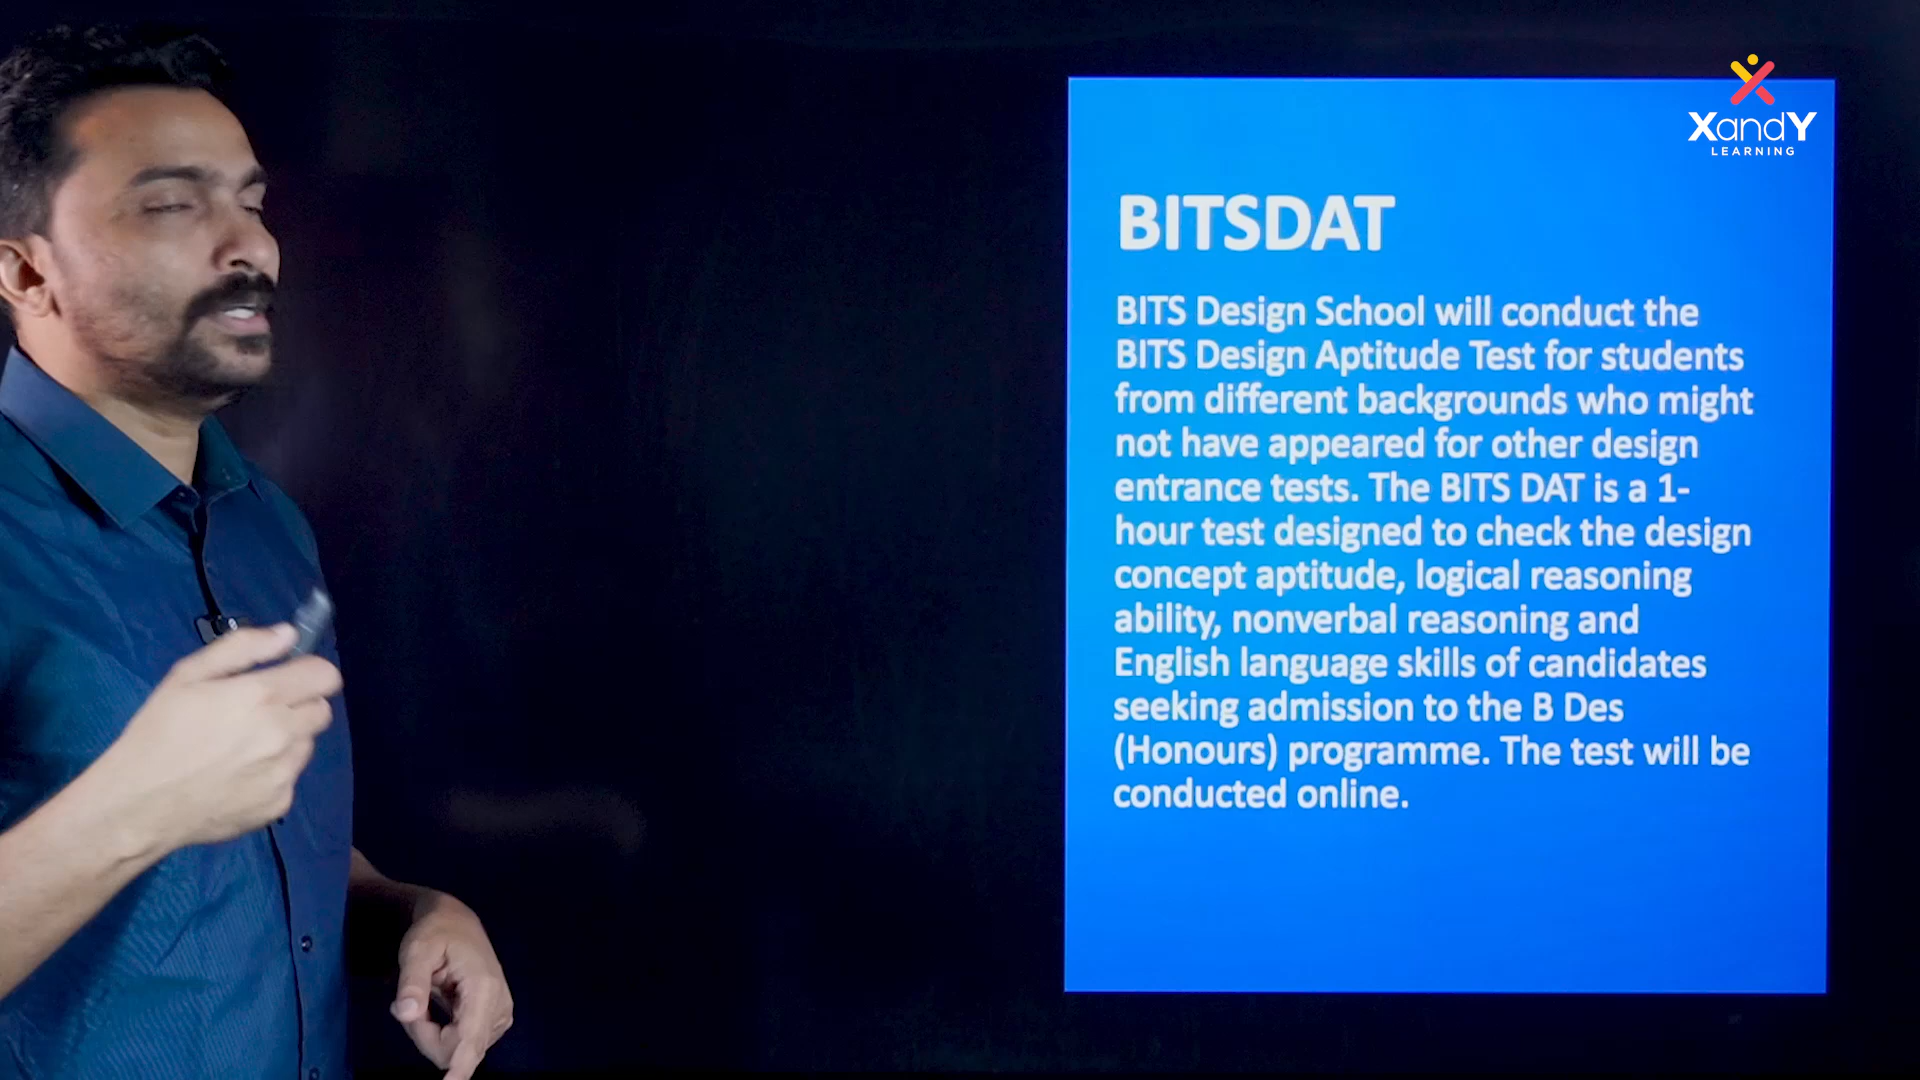 XandY
LEARNING
BITSDAT
BITS Design School will conduct the
BITS Design Aptitude Test for students
from different backgrounds who might
not have appeared for other design
entrance tests. The BITS DAT is a 1-
hour test designed to check the design
concept aptitude, logical reasoning
ability, nonverbal reasoning and
English language skills of candidates
seeking admission to the B Des
(Honours) programme. The test will be
conducted online.